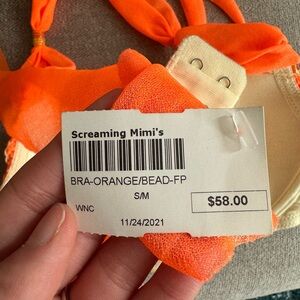 Screaming Mimi's
BRA-ORANGE/BEAD-FP
S/M
$58.00
WNC
11/24/2021